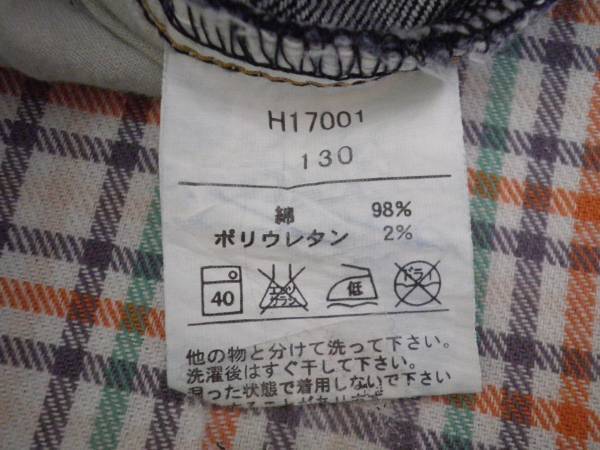 H17001
130
綿 98%
ポリウレタン 2%
40 エンソ サラシ 低 ドライ
他の物と分けて洗って下さい。
洗濯後はすぐ干して下さい。
湿った状態で着用しないで下さい